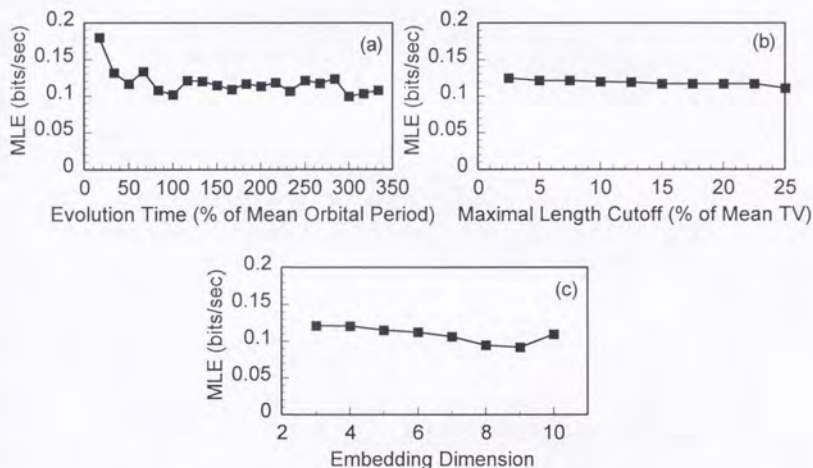 0.2
0.15
0.1
0.05
0
MLE (bits/sec)
(a)
0 50 100 150 200 250 300 350
Evolution Time (% of Mean Orbital Period)
0.2
0.15
0.1
0.05
0
MLE (bits/sec)
(b)
0 5 10 15 20 25
Maximal Length Cutoff (% of Mean TV)
0.2
0.15
0.1
0.05
0
MLE (bits/sec)
(c)
2 4 6 8 10
Embedding Dimension